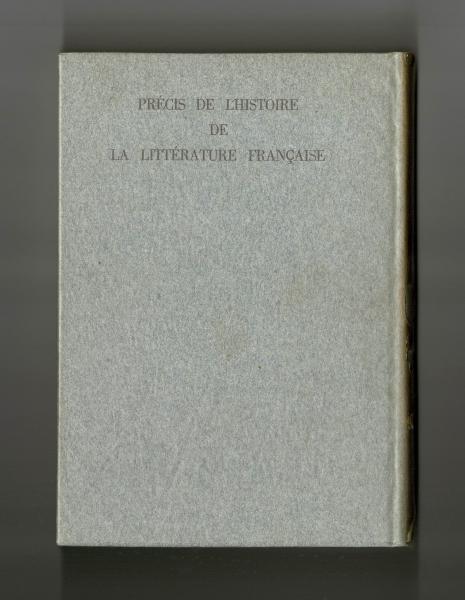 PRÉCIS DE L'HISTOIRE
DE
LA LITTÉRATURE FRANÇAISE